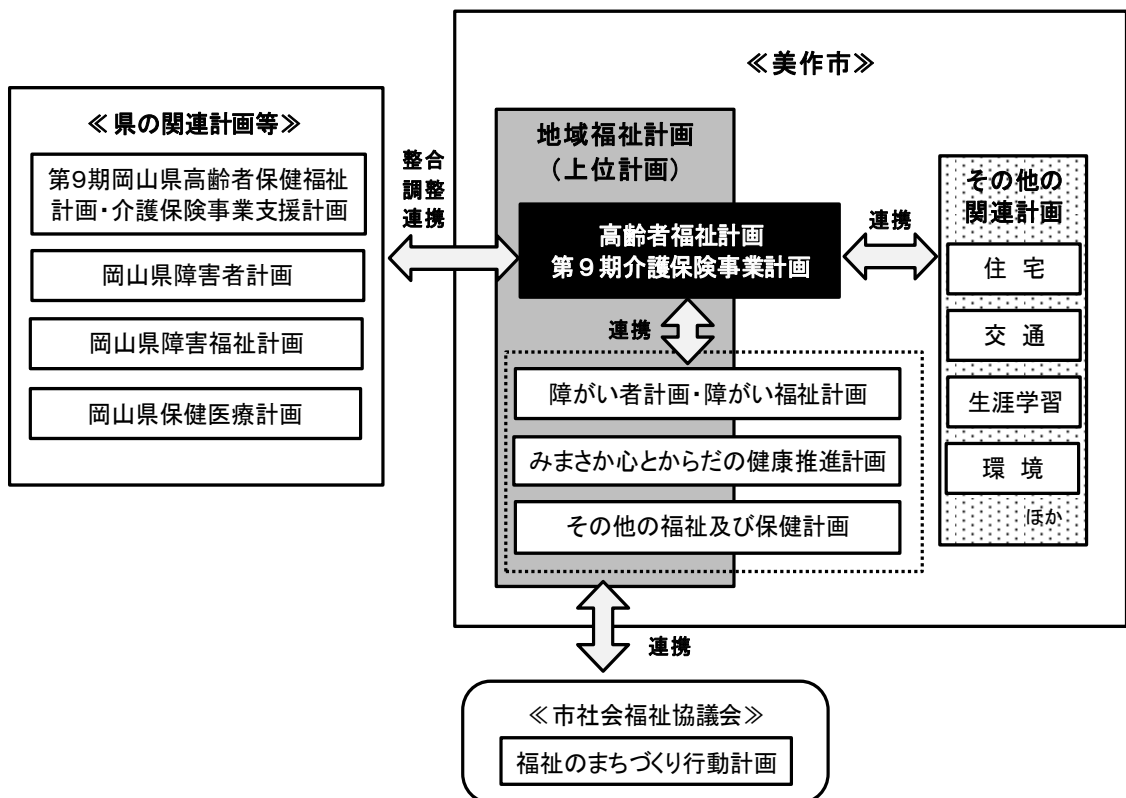 ≪美作市≫
≪県の関連計画等≫
第9期岡山県高齢者保健福祉
計画・介護保険事業支援計画
岡山県障害者計画
岡山県障害福祉計画
岡山県保健医療計画
整合
調整
連携
地域福祉計画
（上位計画）
高齢者福祉計画
第９期介護保険事業計画
連携
連携
障がい者計画・障がい福祉計画
みまさか心とからだの健康推進計画
その他の福祉及び保健計画
その他の
関連計画
住 宅
交 通
生涯学習
環 境
ほか
連携
≪市社会福祉協議会≫
福祉のまちづくり行動計画